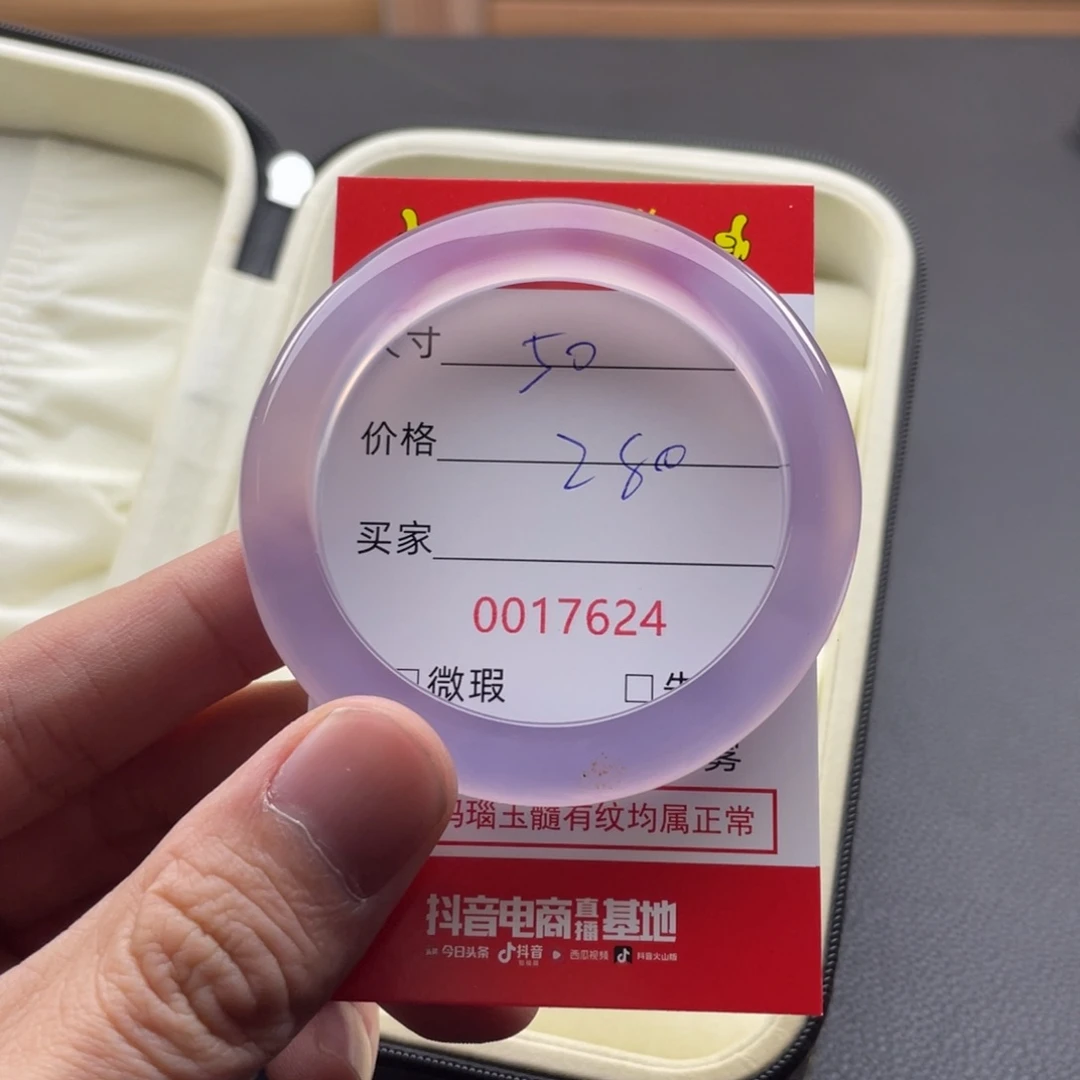 寸 50
价格 280
买家
0017624
□微瑕 □
雾
玛瑙玉髓有纹均属正常
抖音电商直播基地
今日头条 抖音 西瓜视频 抖音火山版